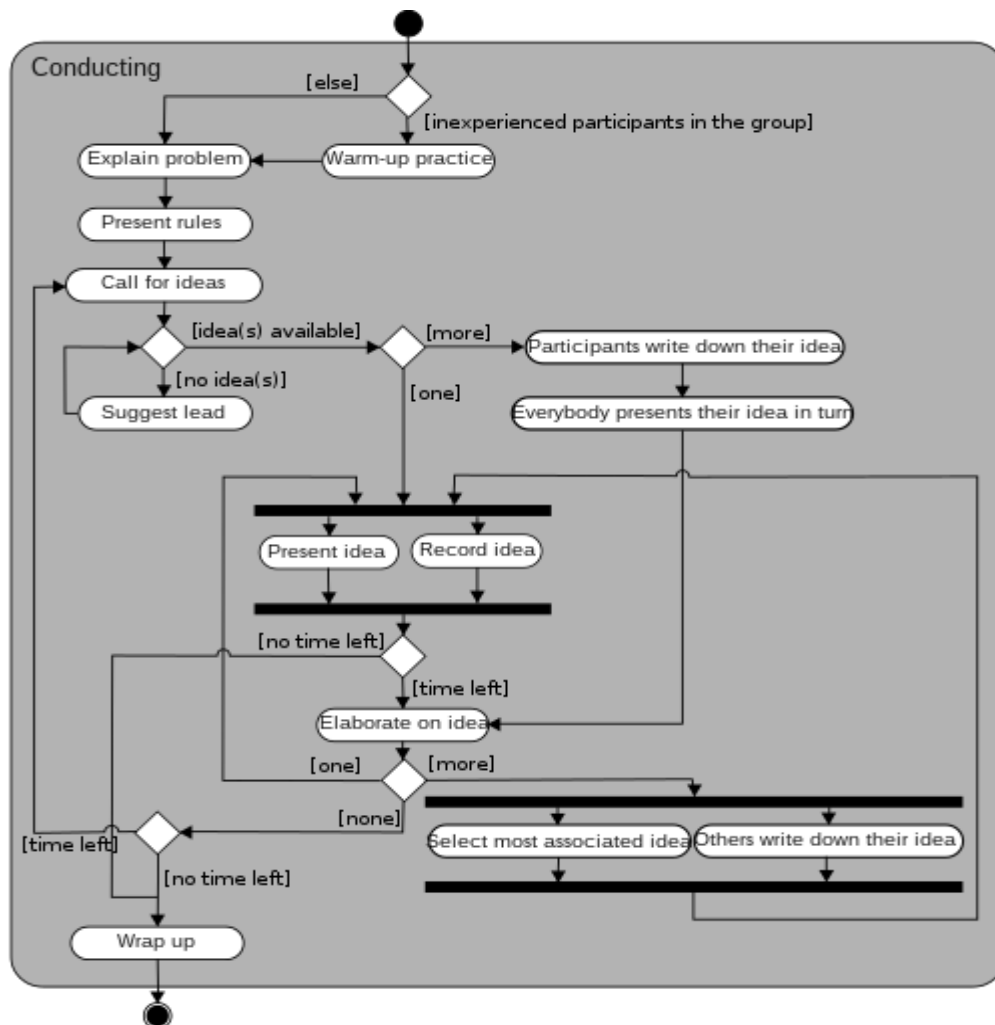 Conducting
[else]
[inexperienced participants in the group]
Explain problem
Warm-up practice
Present rules
Call for ideas
[idea(s) available]
[more]
Participants write down their idea
[no idea(s)]
[one]
Suggest lead
Everybody presents their idea in turn
Present idea
Record idea
[no time left]
[time left]
Elaborate on idea
[one]
[more]
[none]
[time left]
Select most associated idea
Others write down their idea
[no time left]
Wrap up